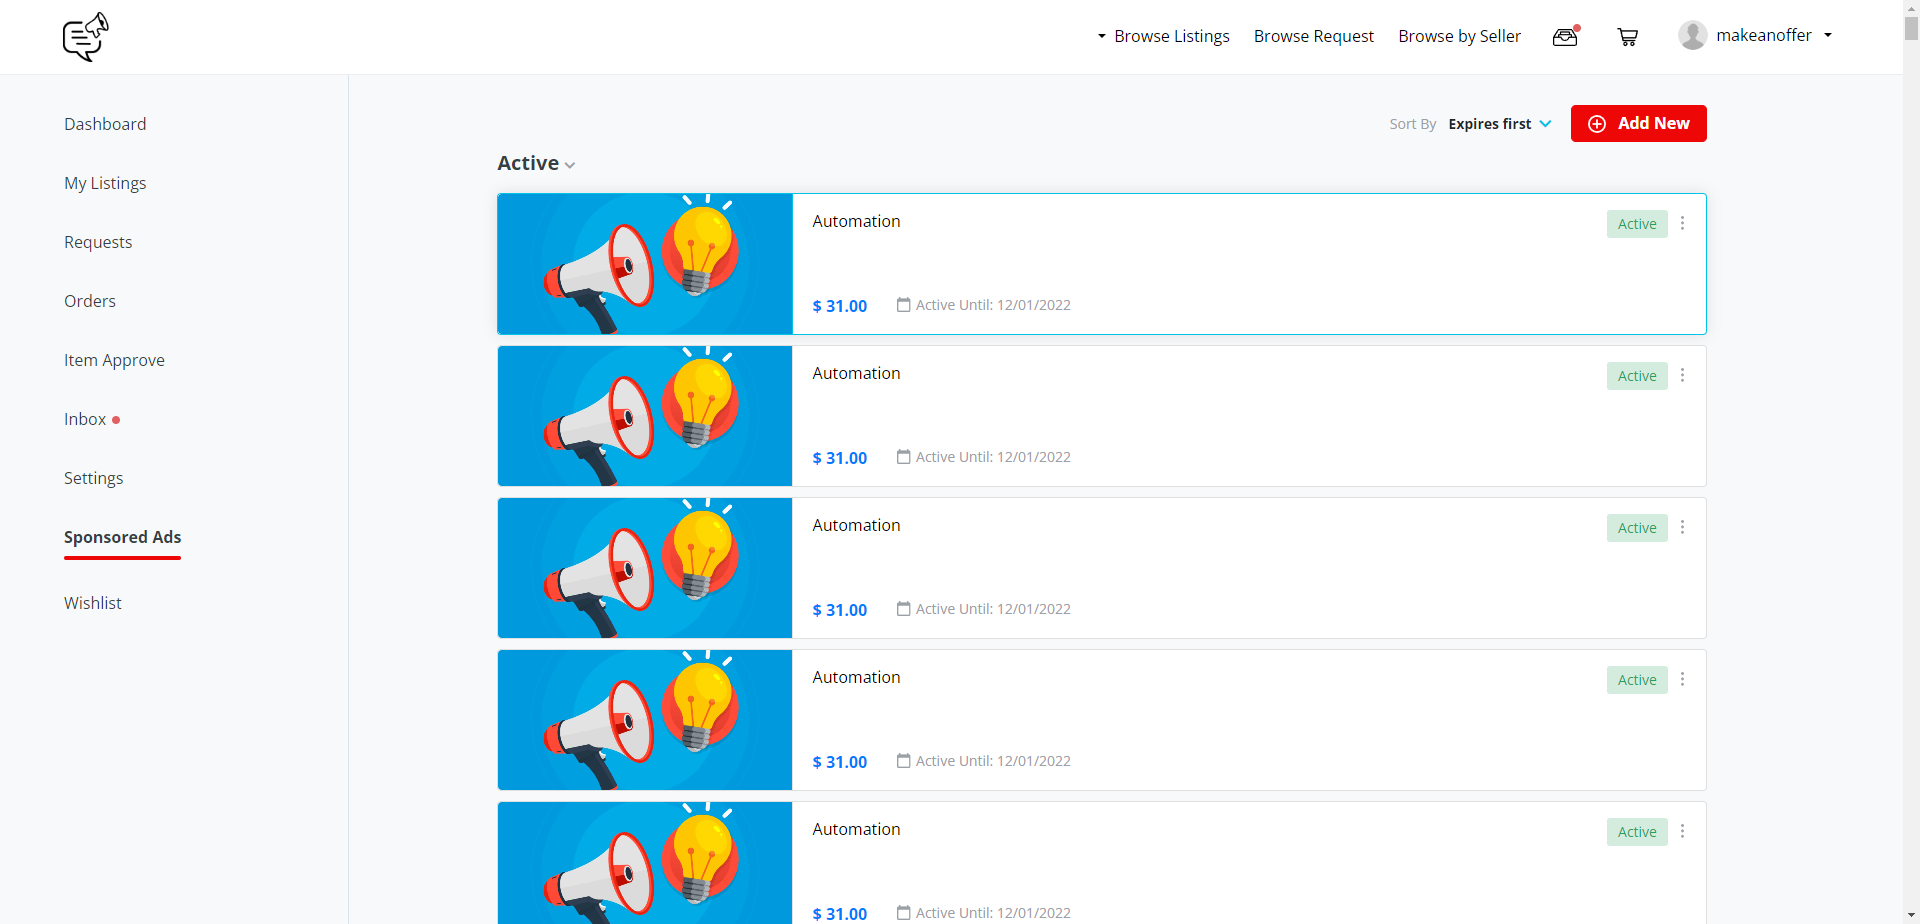 Browse Listings Browse Request Browse by Seller makeanoffer
Dashboard
My Listings
Requests
Orders
Item Approve
Inbox
Settings
Sponsored Ads
Wishlist
Sort By Expires first Add New
Active
Automation Active
$ 31.00 Active Until: 12/01/2022
Automation Active
$ 31.00 Active Until: 12/01/2022
Automation Active
$ 31.00 Active Until: 12/01/2022
Automation Active
$ 31.00 Active Until: 12/01/2022
Automation Active
$ 31.00 Active Until: 12/01/2022